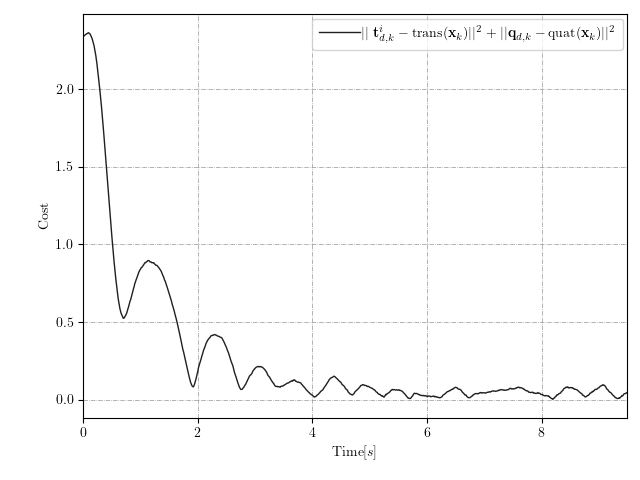 || t^i_{d,k} − trans(x_k)||^2 + ||q_{d,k} − quat(x_k)||^2
2.0
1.5
1.0
0.5
0.0
Cost
0 2 4 6 8
Time[s]